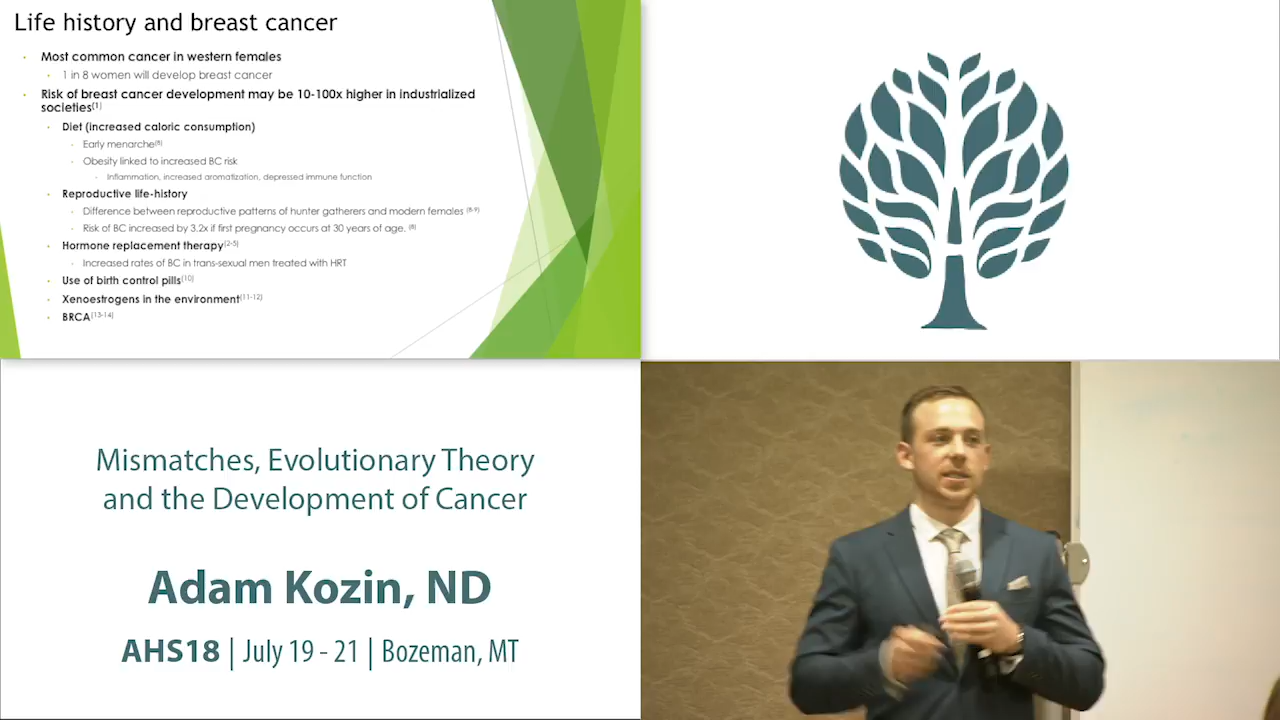 Life history and breast cancer
Most common cancer in western females
1 in 8 women will develop breast cancer
Risk of breast cancer development may be 10-100x higher in industrialized
societies(1)
Diet (increased caloric consumption)
Early menarche(8)
Obesity linked to increased BC risk
Inflammation, increased aromatization, depressed immune function
Reproductive life-history
Difference between reproductive patterns of hunter gatherers and modern females (8-9)
Risk of BC increased by 3.2x if first pregnancy occurs at 30 years of age. (8)
Hormone replacement therapy(2-5)
Increased rates of BC in trans-sexual men treated with HRT
Use of birth control pills(10)
Xenoestrogens in the environment(11-12)
BRCA(13-14)
Mismatches, Evolutionary Theory
and the Development of Cancer
Adam Kozin, ND
AHS18 | July 19 - 21 | Bozeman, MT